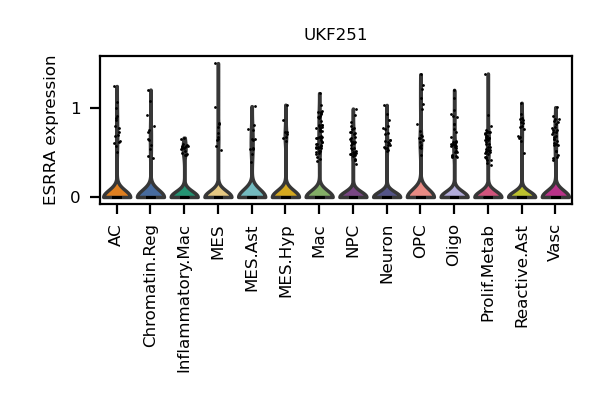 UKF251
ESRRA expression
1
0
AC
Chromatin.Reg
Inflammatory.Mac
MES
MES.Ast
MES.Hyp
Mac
NPC
Neuron
OPC
Oligo
Prolif.Metab
Reactive.Ast
Vasc